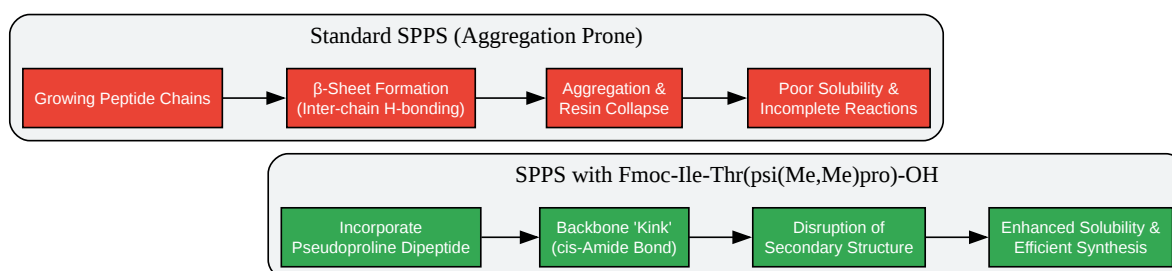 Standard SPPS (Aggregation Prone)
Growing Peptide Chains
β-Sheet Formation
(Inter-chain H-bonding)
Aggregation &
Resin Collapse
Poor Solubility &
Incomplete Reactions
SPPS with Fmoc-Ile-Thr(psi(Me,Me)pro)-OH
Incorporate
Pseudoproline Dipeptide
Backbone 'Kink'
(cis-Amide Bond)
Disruption of
Secondary Structure
Enhanced Solubility &
Efficient Synthesis